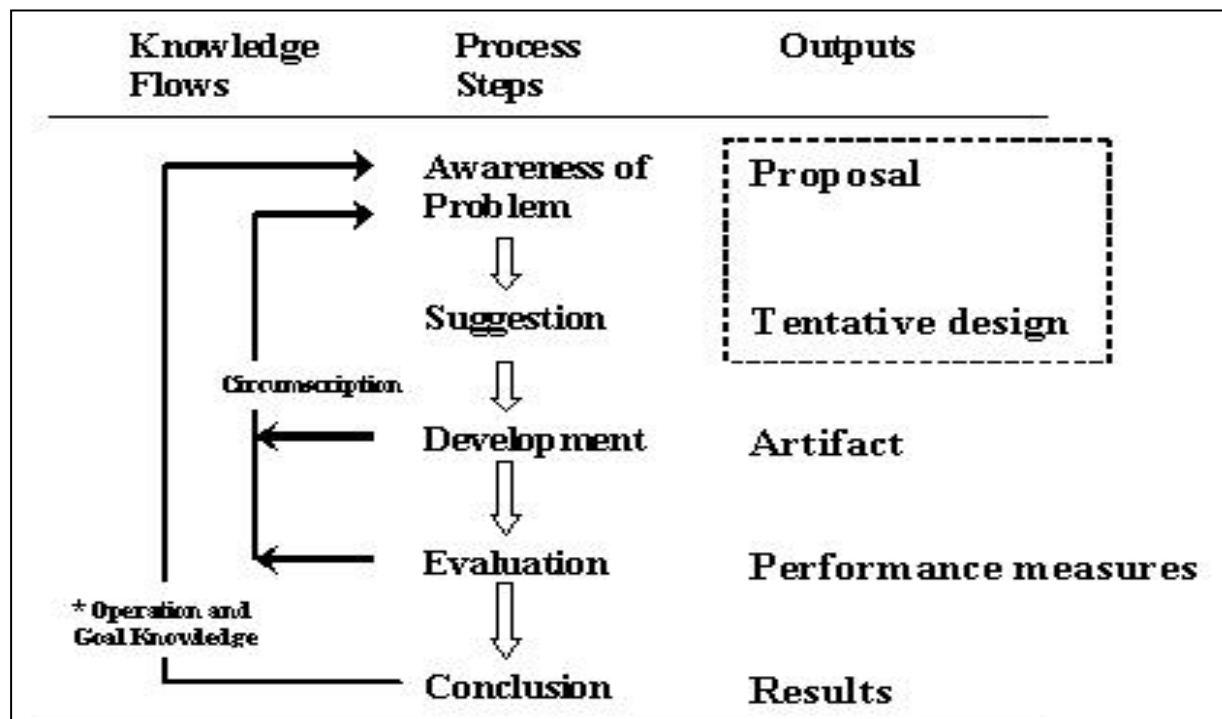 Knowledge
Flows
Process
Steps
Outputs
Awareness of
Problem
Proposal
Suggestion
Tentative design
Circumscription
Development
Artifact
Evaluation
Performance measures
* Operation and
Goal Knowledge
Conclusion
Results